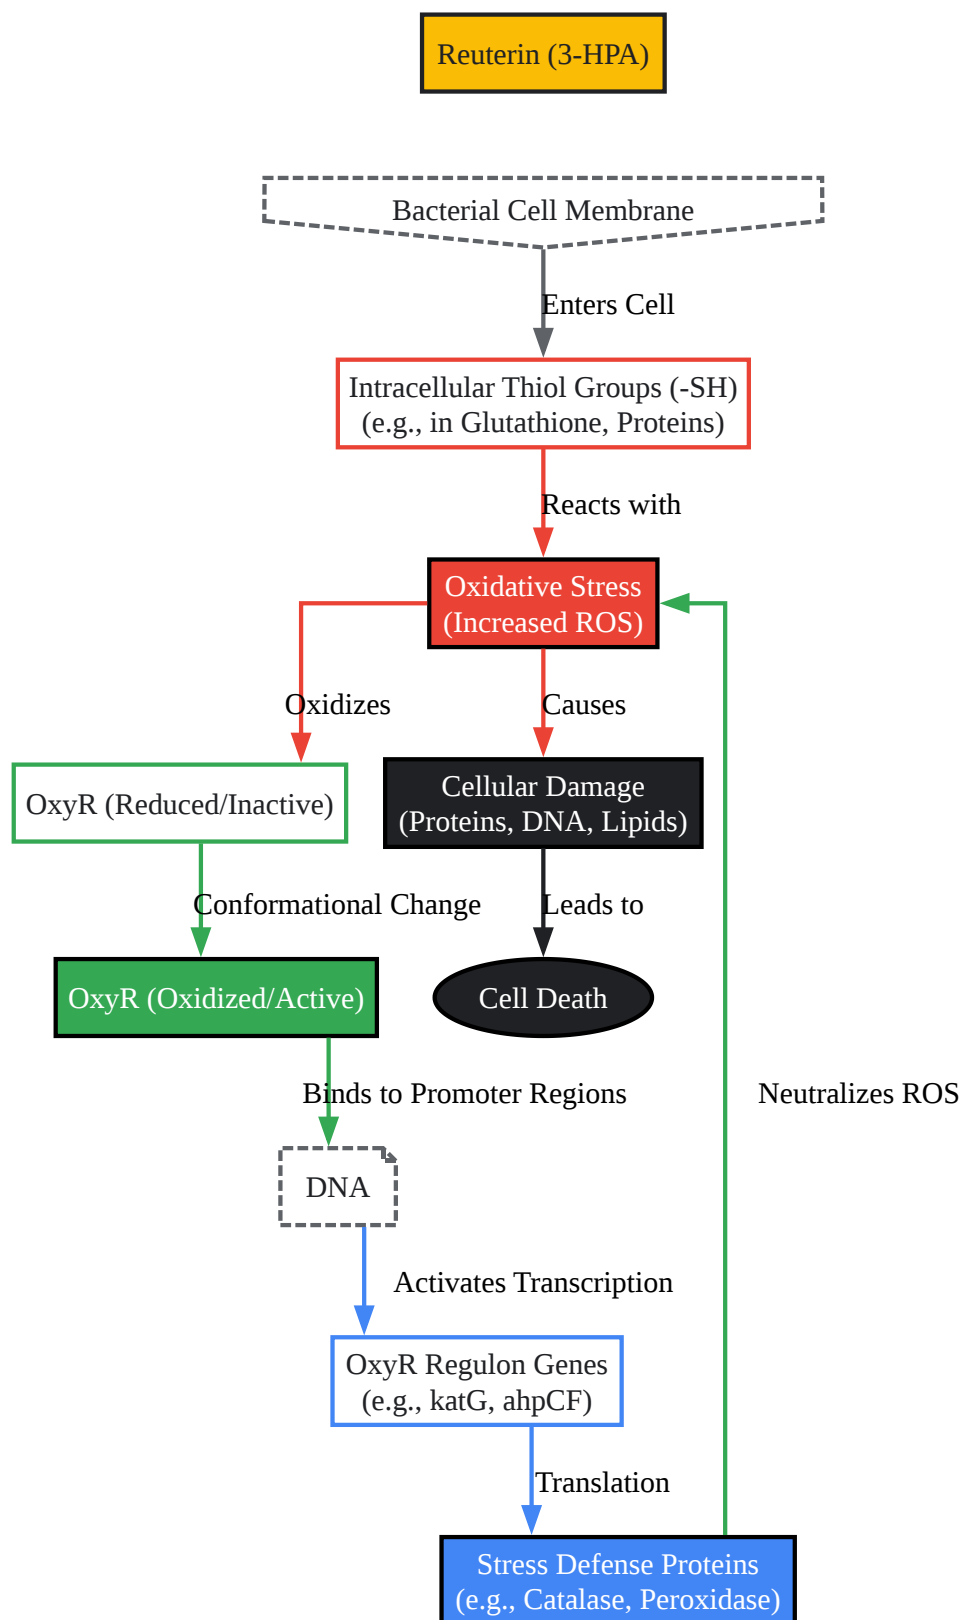 Reuterin (3-HPA)
Bacterial Cell Membrane
Enters Cell
Intracellular Thiol Groups (-SH)
(e.g., in Glutathione, Proteins)
Reacts with
Oxidative Stress
(Increased ROS)
Oxidizes
Causes
OxyR (Reduced/Inactive)
Cellular Damage
(Proteins, DNA, Lipids)
Conformational Change
Leads to
OxyR (Oxidized/Active)
Cell Death
Binds to Promoter Regions
Neutralizes ROS
DNA
Activates Transcription
OxyR Regulon Genes
(e.g., katG, ahpCF)
Translation
Stress Defense Proteins
(e.g., Catalase, Peroxidase)